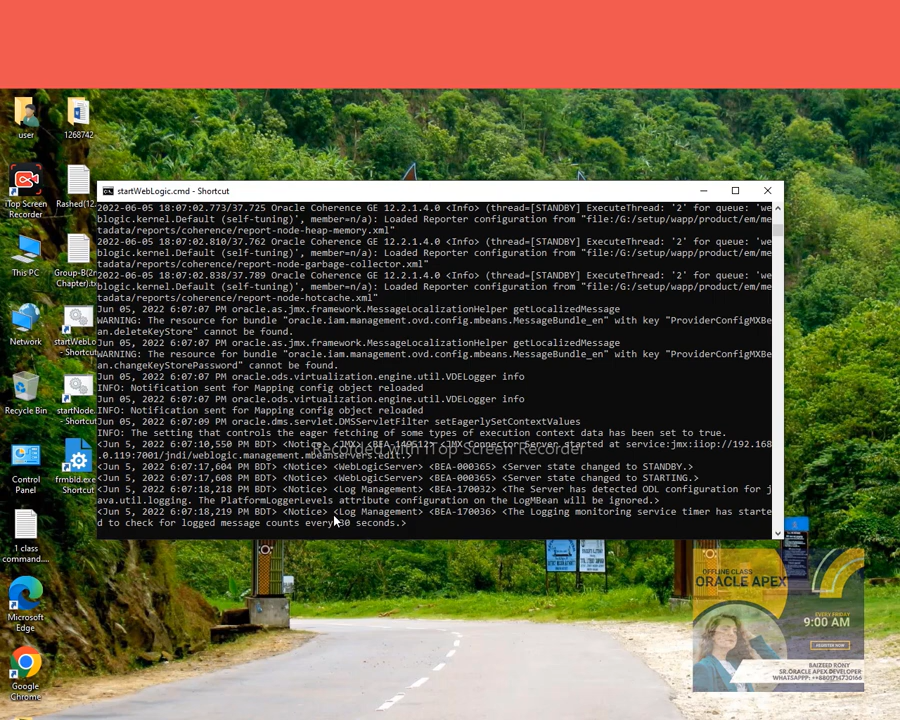 user
1268742
iTop Screen
Recorder
Rashed(12.
This PC
Group-B(2n
Chapter).tx
Network
startWebLo
- Shortcut
Recycle Bin
startNode.
- Shortcut
Control
Panel
frmbld.exe
Shortcut
1 class
command....
Microsoft
Edge
Google
Chrome
startWebLogic.cmd - Shortcut
2022-06-05 18:07:02.773/37.725 Oracle Coherence GE 12.2.1.4.0 <Info> (thread=[STANDBY] ExecuteThread: '2' for queue: 'we
blogic.kernel.Default (self-tuning)', member=n/a): Loaded Reporter configuration from "file:/G:/setup/wapp/product/em/me
tadata/reports/coherence/report-node-heap-memory.xml"
2022-06-05 18:07:02.810/37.762 Oracle Coherence GE 12.2.1.4.0 <Info> (thread=[STANDBY] ExecuteThread: '2' for queue: 'we
blogic.kernel.Default (self-tuning)', member=n/a): Loaded Reporter configuration from "file:/G:/setup/wapp/product/em/me
tadata/reports/coherence/report-node-garbage-collector.xml"
2022-06-05 18:07:02.838/37.789 Oracle Coherence GE 12.2.1.4.0 <Info> (thread=[STANDBY] ExecuteThread: '2' for queue: 'we
blogic.kernel.Default (self-tuning)', member=n/a): Loaded Reporter configuration from "file:/G:/setup/wapp/product/em/me
tadata/reports/coherence/report-node-hotcache.xml"
Jun 05, 2022 6:07:07 PM oracle.as.jmx.framework.MessageLocalizationHelper getLocalizedMessage
WARNING: The resource for bundle "oracle.iam.management.ovd.config.mbeans.MessageBundle_en" with key "ProviderConfigMXBe
an.deleteKeyStore" cannot be found.
Jun 05, 2022 6:07:07 PM oracle.as.jmx.framework.MessageLocalizationHelper getLocalizedMessage
WARNING: The resource for bundle "oracle.iam.management.ovd.config.mbeans.MessageBundle_en" with key "ProviderConfigMXBe
an.changeKeyStorePassword" cannot be found.
Jun 05, 2022 6:07:07 PM oracle.ods.virtualization.engine.util.VDELogger info
INFO: Notification sent for Mapping config object reloaded
Jun 05, 2022 6:07:07 PM oracle.ods.virtualization.engine.util.VDELogger info
INFO: Notification sent for Mapping config object reloaded
Jun 05, 2022 6:07:09 PM oracle.dms.servlet.DMSServletFilter setEagerlySetContextValues
INFO: The setting that controls the eager fetching of some types of execution context data has been set to true.
<Jun 5, 2022 6:07:10,550 PM BDT> <Notice> <JMX> <BEA-149512> <JMX Connector Server started at service:jmx:iiop://192.168
.0.119:7001/jndi/weblogic.management.mbeanservers.edit.>
Recorded with iTop Screen Recorder
<Jun 5, 2022 6:07:17,604 PM BDT> <Notice> <WebLogicServer> <BEA-000365> <Server state changed to STANDBY.>
<Jun 5, 2022 6:07:17,608 PM BDT> <Notice> <WebLogicServer> <BEA-000365> <Server state changed to STARTING.>
<Jun 5, 2022 6:07:18,218 PM BDT> <Notice> <Log Management> <BEA-170032> <The Server has detected ODL configuration for j
ava.util.logging. The PlatformLoggerLevels attribute configuration on the LogMBean will be ignored.>
<Jun 5, 2022 6:07:18,219 PM BDT> <Notice> <Log Management> <BEA-170036> <The Logging monitoring service timer has starte
d to check for logged message counts every 30 seconds.>
OFFLINE CLASS
ORACLE APEX
EVERY FRIDAY
9:00 AM
REGISTER NOW
BAIZEED RONY
SR.ORACLE APEX DEVELOPER
WHATSAPPP: ++8801714730166